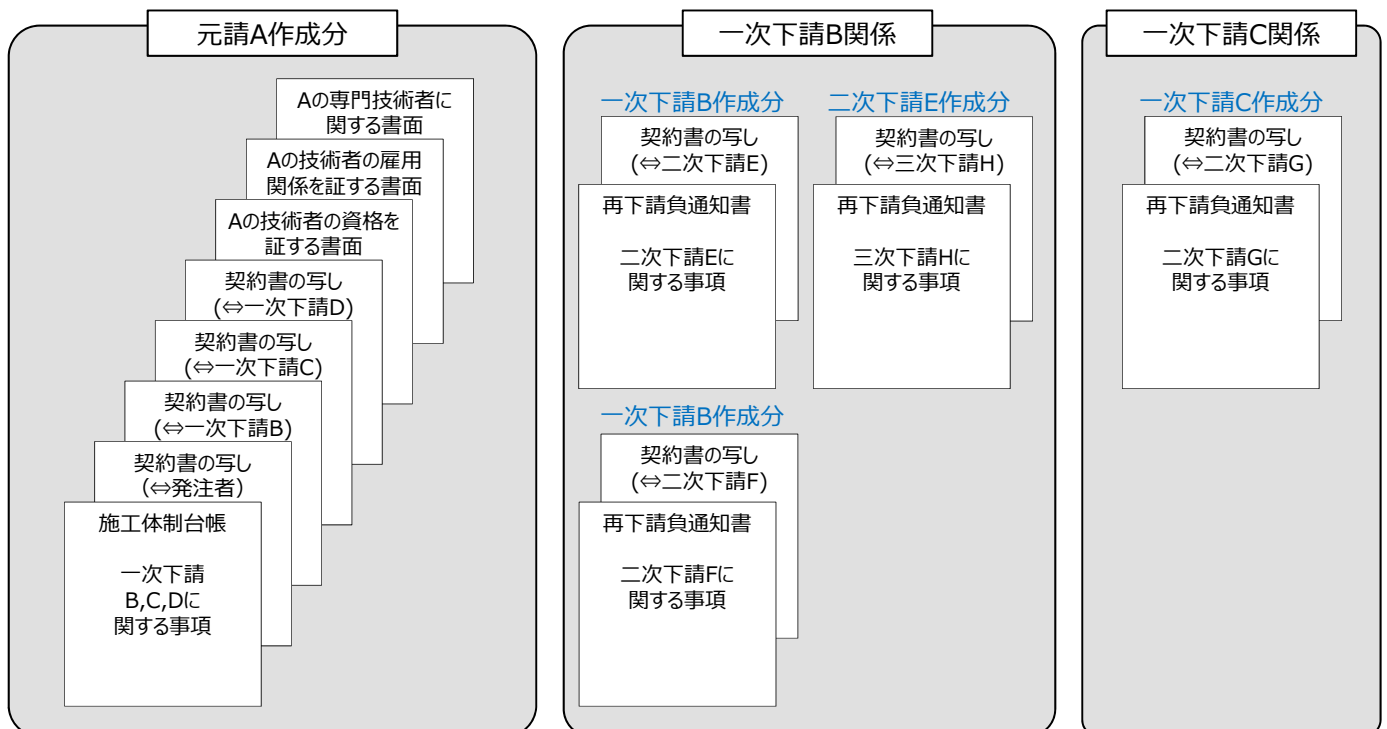 元請A作成分
Aの専門技術者に
関する書面
Aの技術者の雇用
関係を証する書面
Aの技術者の資格を
証する書面
契約書の写し
(⇔一次下請D)
契約書の写し
(⇔一次下請C)
契約書の写し
(⇔一次下請B)
契約書の写し
(⇔発注者)
施工体制台帳
一次下請
B,C,Dに
関する事項
一次下請B関係
一次下請B作成分
契約書の写し
(⇔二次下請E)
再下請負通知書
二次下請Eに
関する事項
二次下請E作成分
契約書の写し
(⇔三次下請H)
再下請負通知書
三次下請Hに
関する事項
一次下請B作成分
契約書の写し
(⇔二次下請F)
再下請負通知書
二次下請Fに
関する事項
一次下請C関係
一次下請C作成分
契約書の写し
(⇔二次下請G)
再下請負通知書
二次下請Gに
関する事項